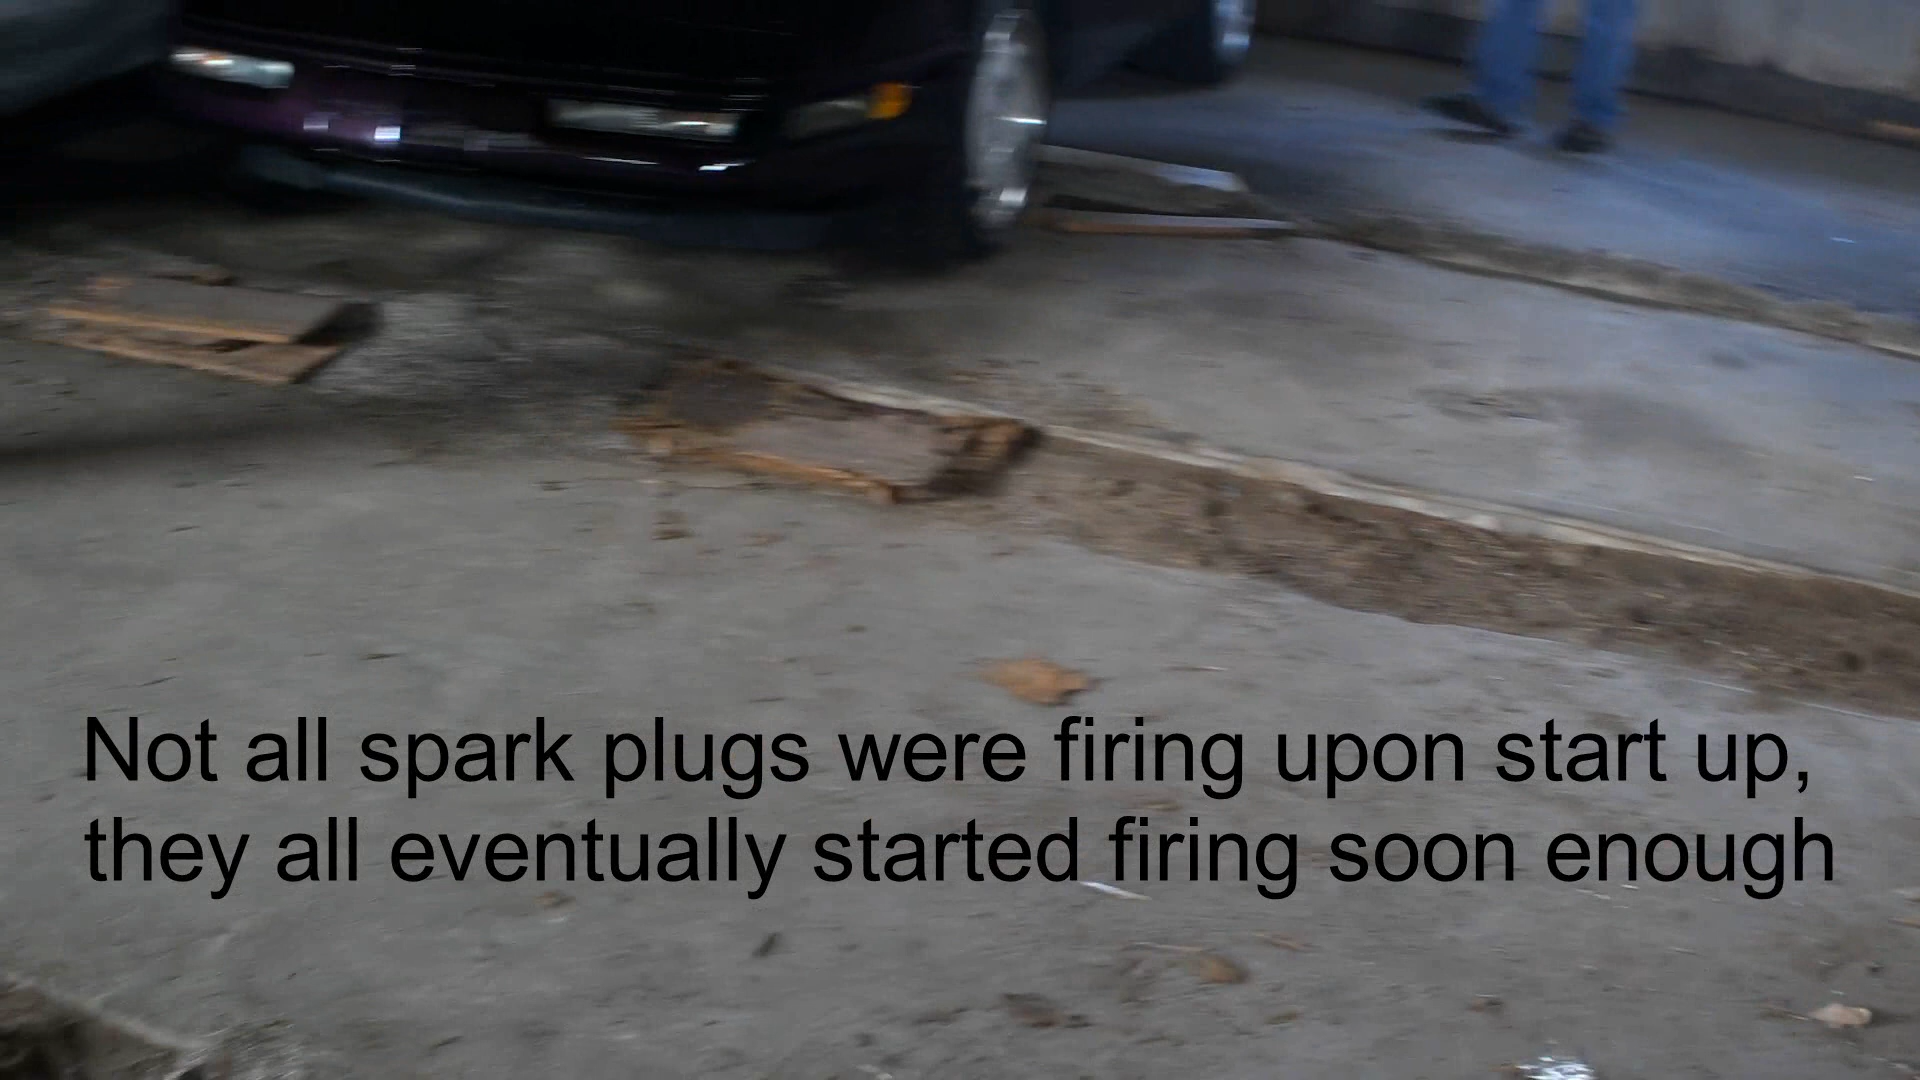 Not all spark plugs were firing upon start up,
they all eventually started firing soon enough